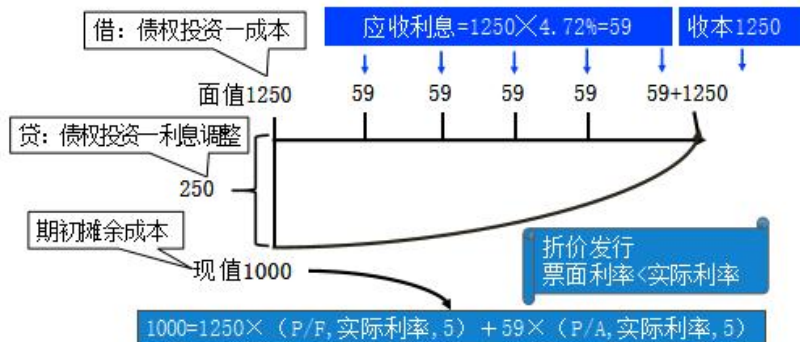 借：债权投资—成本
应收利息=1250×4.72%=59
收本1250
面值1250 59 59 59 59 59+1250
贷：债权投资—利息调整
250
期初摊余成本
现值1000
折价发行
票面利率<实际利率
1000=1250×（P/F,实际利率,5）+59×（P/A,实际利率,5）